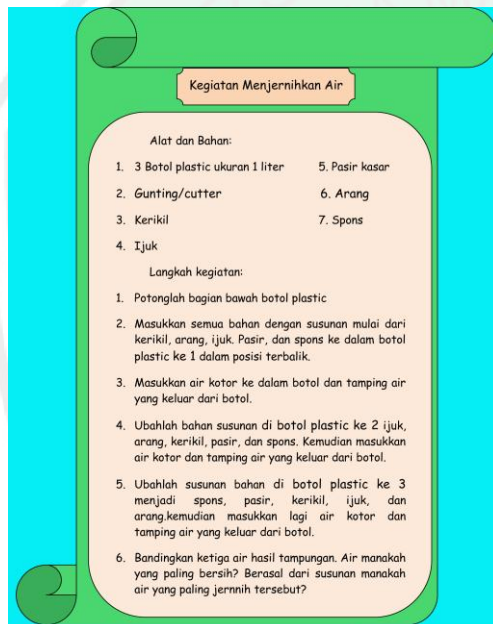 Kegiatan Menjernihkan Air
Alat dan Bahan:
1. 3 Botol plastic ukuran 1 liter
5. Pasir kasar
2. Gunting/cutter
6. Arang
3. Kerikil
7. Spons
4. Ijuk
Langkah kegiatan:
1. Potonglah bagian bawah botol plastic
2. Masukkan semua bahan dengan susunan mulai dari
kerikil, arang, ijuk. Pasir, dan spons ke dalam botol
plastic ke 1 dalam posisi terbalik.
3. Masukkan air kotor ke dalam botol dan tamping air
yang keluar dari botol.
4. Ubahlah bahan susunan di botol plastic ke 2 ijuk,
arang, kerikil, pasir, dan spons. Kemudian masukkan
air kotor dan tamping air yang keluar dari botol.
5. Ubahlah susunan bahan di botol plastic ke 3
menjadi spons, pasir, kerikil, ijuk, dan
arang.kemudian masukkan lagi air kotor dan
tamping air yang keluar dari botol.
6. Bandingkan ketiga air hasil tampungan. Air manakah
yang paling bersih? Berasal dari susunan manakah
air yang paling jernnih tersebut?